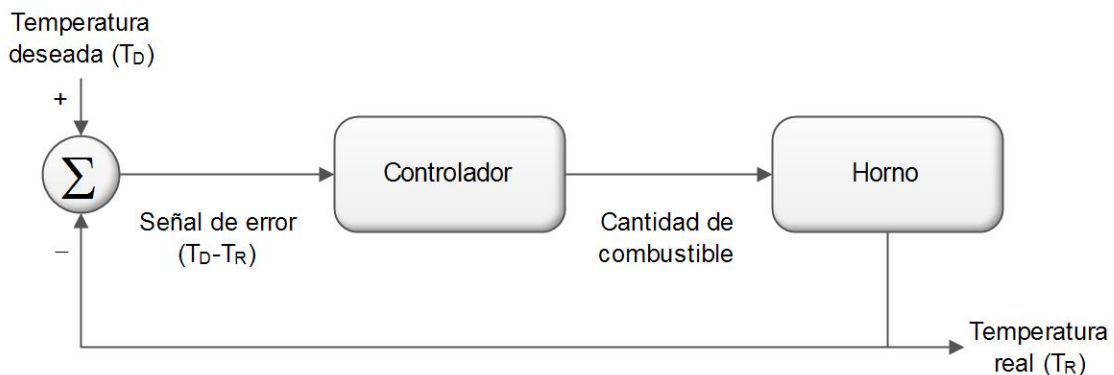 Temperatura
deseada (TD)
+
Σ
Controlador
Horno
Señal de error
(TD-TR)
Cantidad de
combustible
–
Temperatura
real (TR)